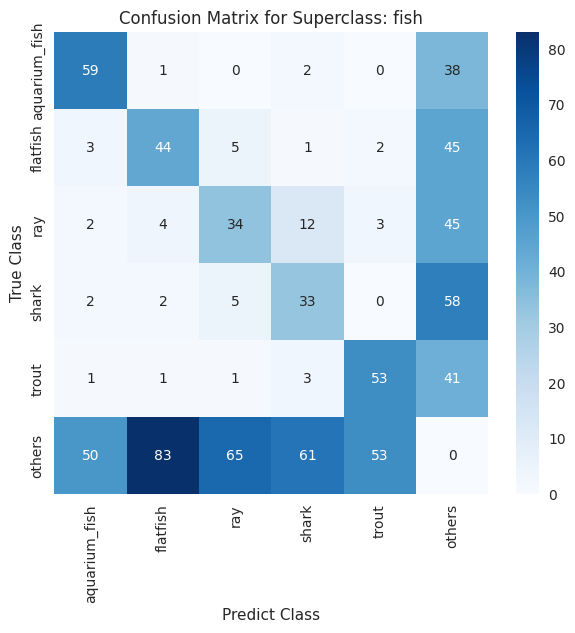 Confusion Matrix for Superclass: fish
True Class
aquarium_fish 59 1 0 2 0 38
flatfish 3 44 5 1 2 45
ray 2 4 34 12 3 45
shark 2 2 5 33 0 58
trout 1 1 1 3 53 41
others 50 83 65 61 53 0
aquarium_fish flatfish ray shark trout others
Predict Class
80
70
60
50
40
30
20
10
0